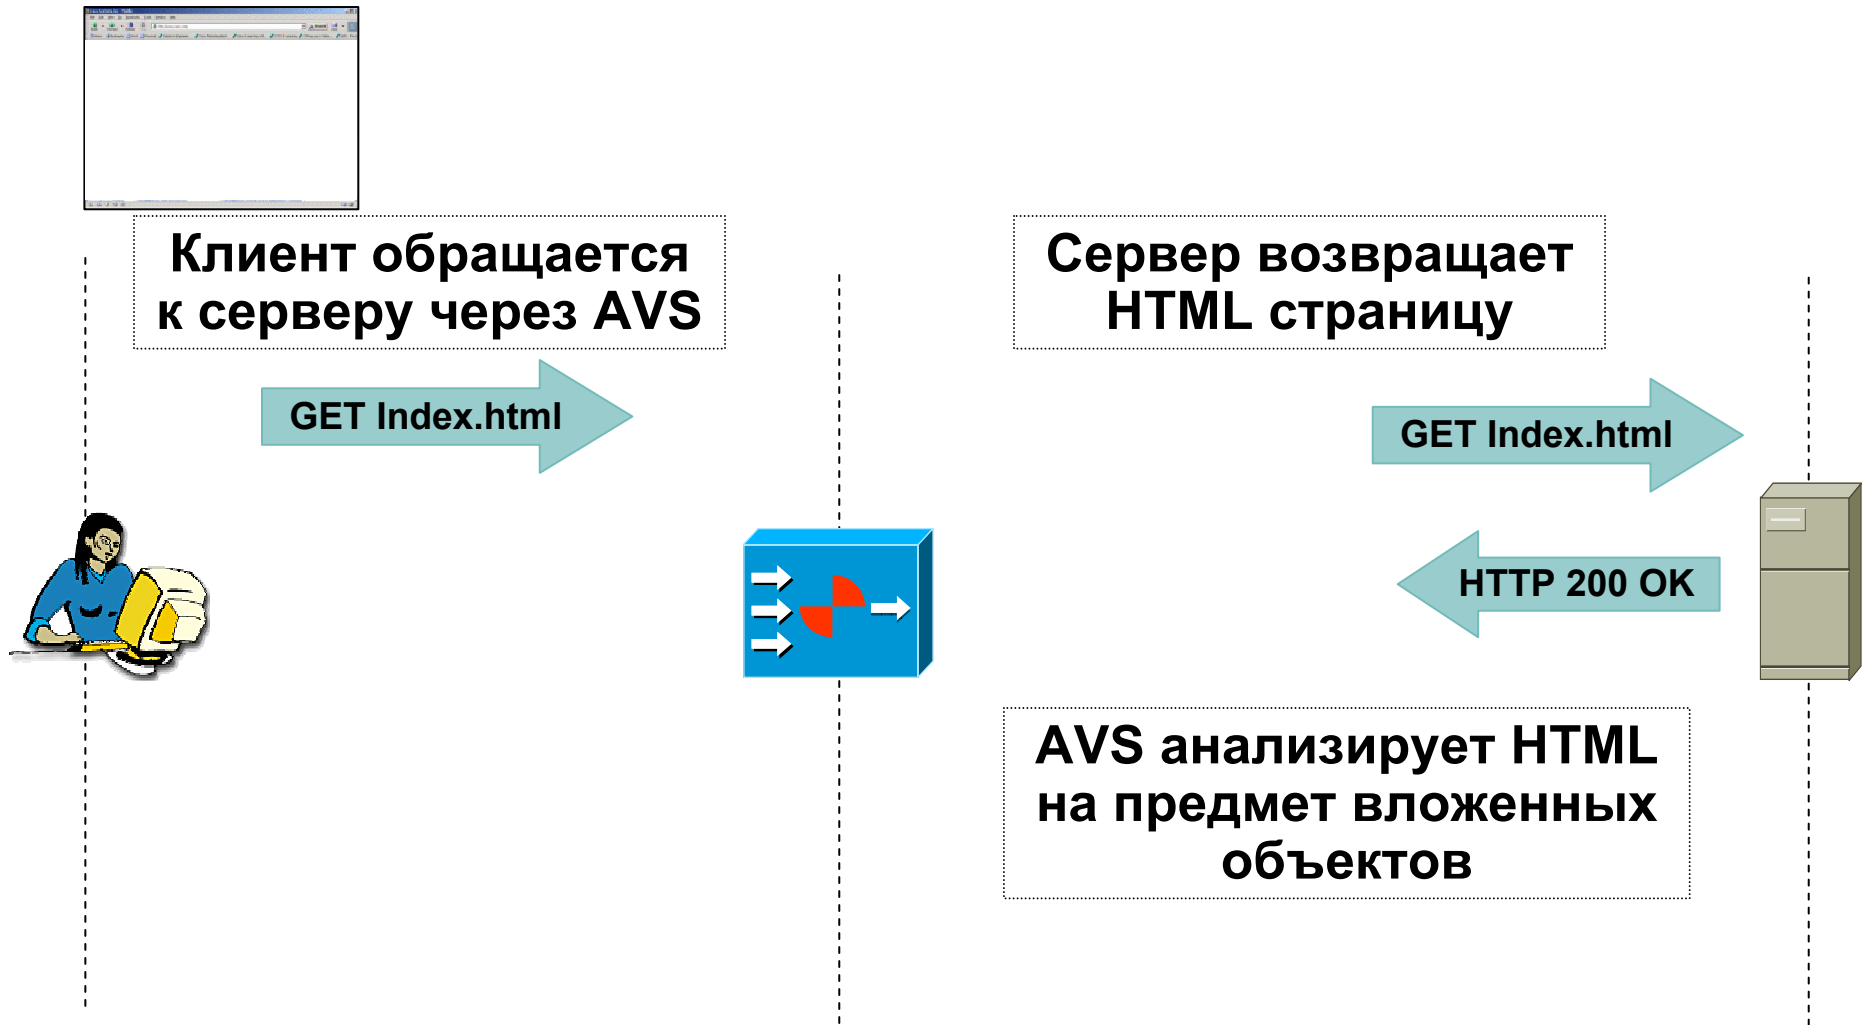 Клиент обращается
к серверу через AVS
GET Index.html
Сервер возвращает
HTML страницу
GET Index.html
HTTP 200 OK
AVS анализирует HTML
на предмет вложенных
объектов